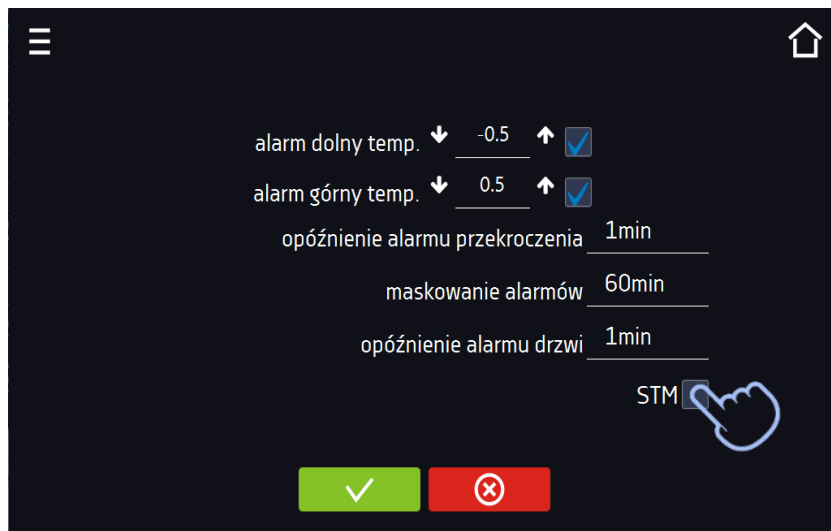 alarm dolny temp. -0.5
alarm górny temp. 0.5
opóźnienie alarmu przekroczenia 1min
maskowanie alarmów 60min
opóźnienie alarmu drzwi 1min
STM